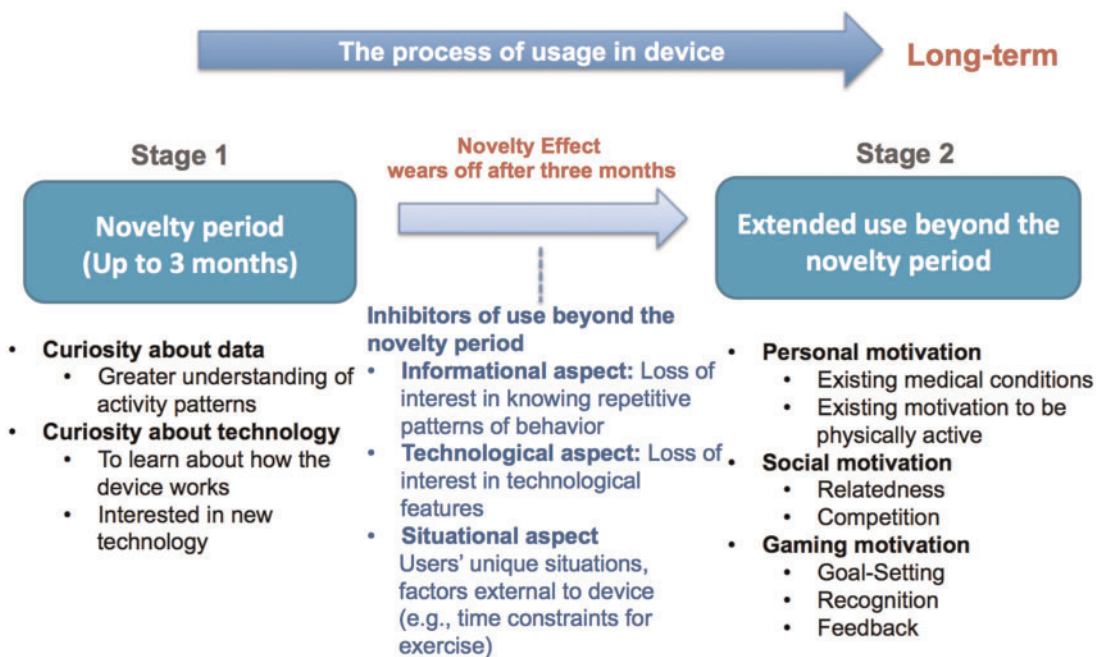 The process of usage in device
Long-term
Stage 1
Novelty period
(Up to 3 months)
• Curiosity about data
• Greater understanding of
activity patterns
• Curiosity about technology
• To learn about how the
device works
• Interested in new
technology
Novelty Effect
wears off after three months
Inhibitors of use beyond the
novelty period
• Informational aspect: Loss of
interest in knowing repetitive
patterns of behavior
• Technological aspect: Loss of
interest in technological
features
• Situational aspect
Users' unique situations,
factors external to device
(e.g., time constraints for
exercise)
Stage 2
Extended use beyond the
novelty period
• Personal motivation
• Existing medical conditions
• Existing motivation to be
physically active
• Social motivation
• Relatedness
• Competition
• Gaming motivation
• Goal-Setting
• Recognition
• Feedback